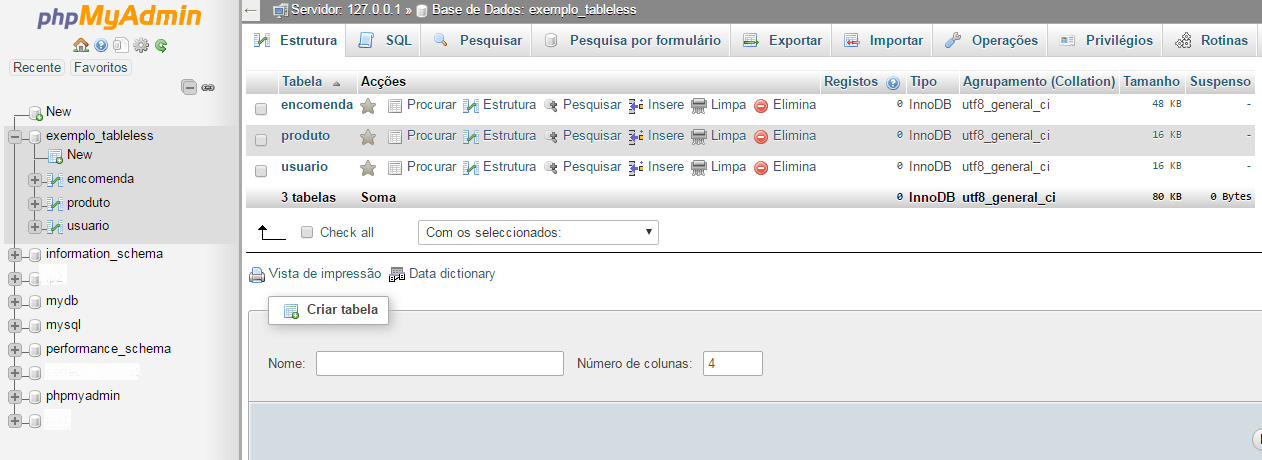 phpMyAdmin
Recente Favoritos
New
exemplo_tableless
New
encomenda
produto
usuario
information_schema
mydb
mysql
performance_schema
phpmyadmin
Servidor: 127.0.0.1 » Base de Dados: exemplo_tableless
Estrutura SQL Pesquisar Pesquisa por formulário Exportar Importar Operações Privilégios Rotinas
Tabela Acções Registos Tipo Agrupamento (Collation) Tamanho Suspenso
encomenda Procurar Estrutura Pesquisar Insere Limpa Elimina 0 InnoDB utf8_general_ci 48 KB -
produto Procurar Estrutura Pesquisar Insere Limpa Elimina 0 InnoDB utf8_general_ci 16 KB -
usuario Procurar Estrutura Pesquisar Insere Limpa Elimina 0 InnoDB utf8_general_ci 16 KB -
3 tabelas Soma 0 InnoDB utf8_general_ci 80 KB 0 Bytes
Check all Com os seleccionados:
Vista de impressão Data dictionary
Criar tabela
Nome: Número de colunas: 4